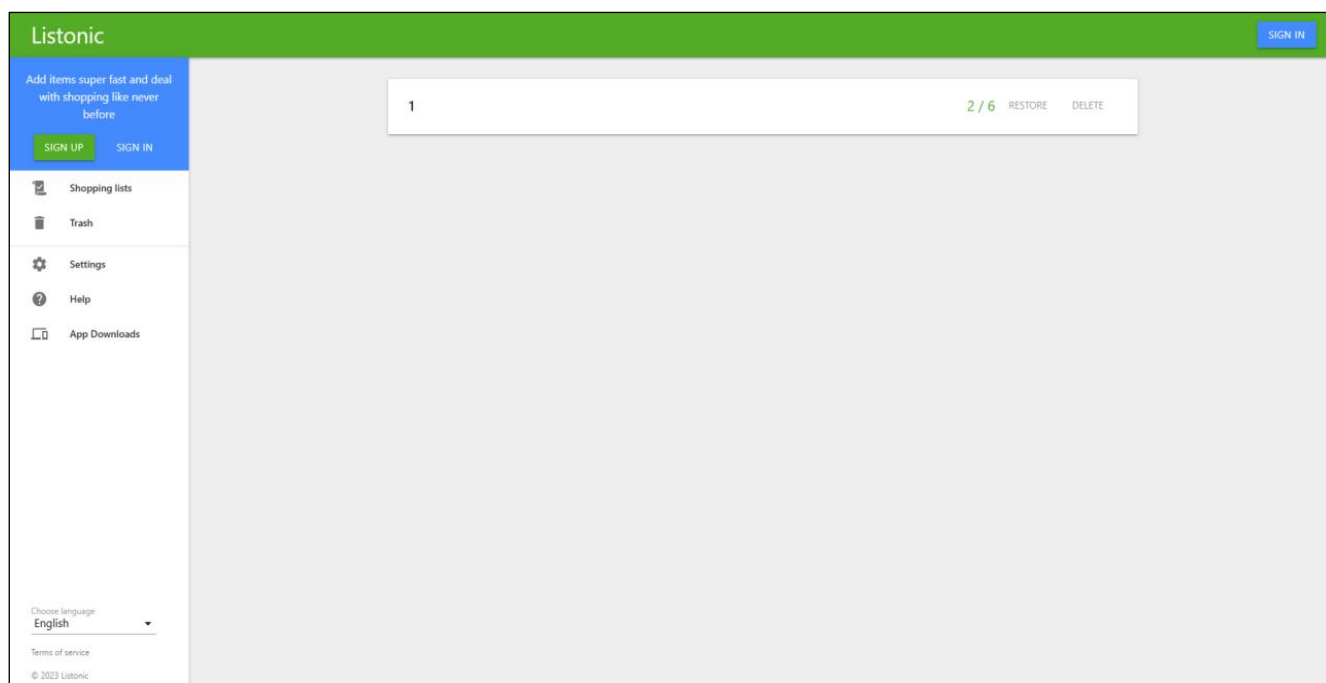 Listonic
SIGN IN
Add items super fast and deal
with shopping like never
before
SIGN UP SIGN IN
Shopping lists
Trash
Settings
Help
App Downloads
1 2 / 6 RESTORE DELETE
Choose language
English
Terms of service
© 2023 Listonic